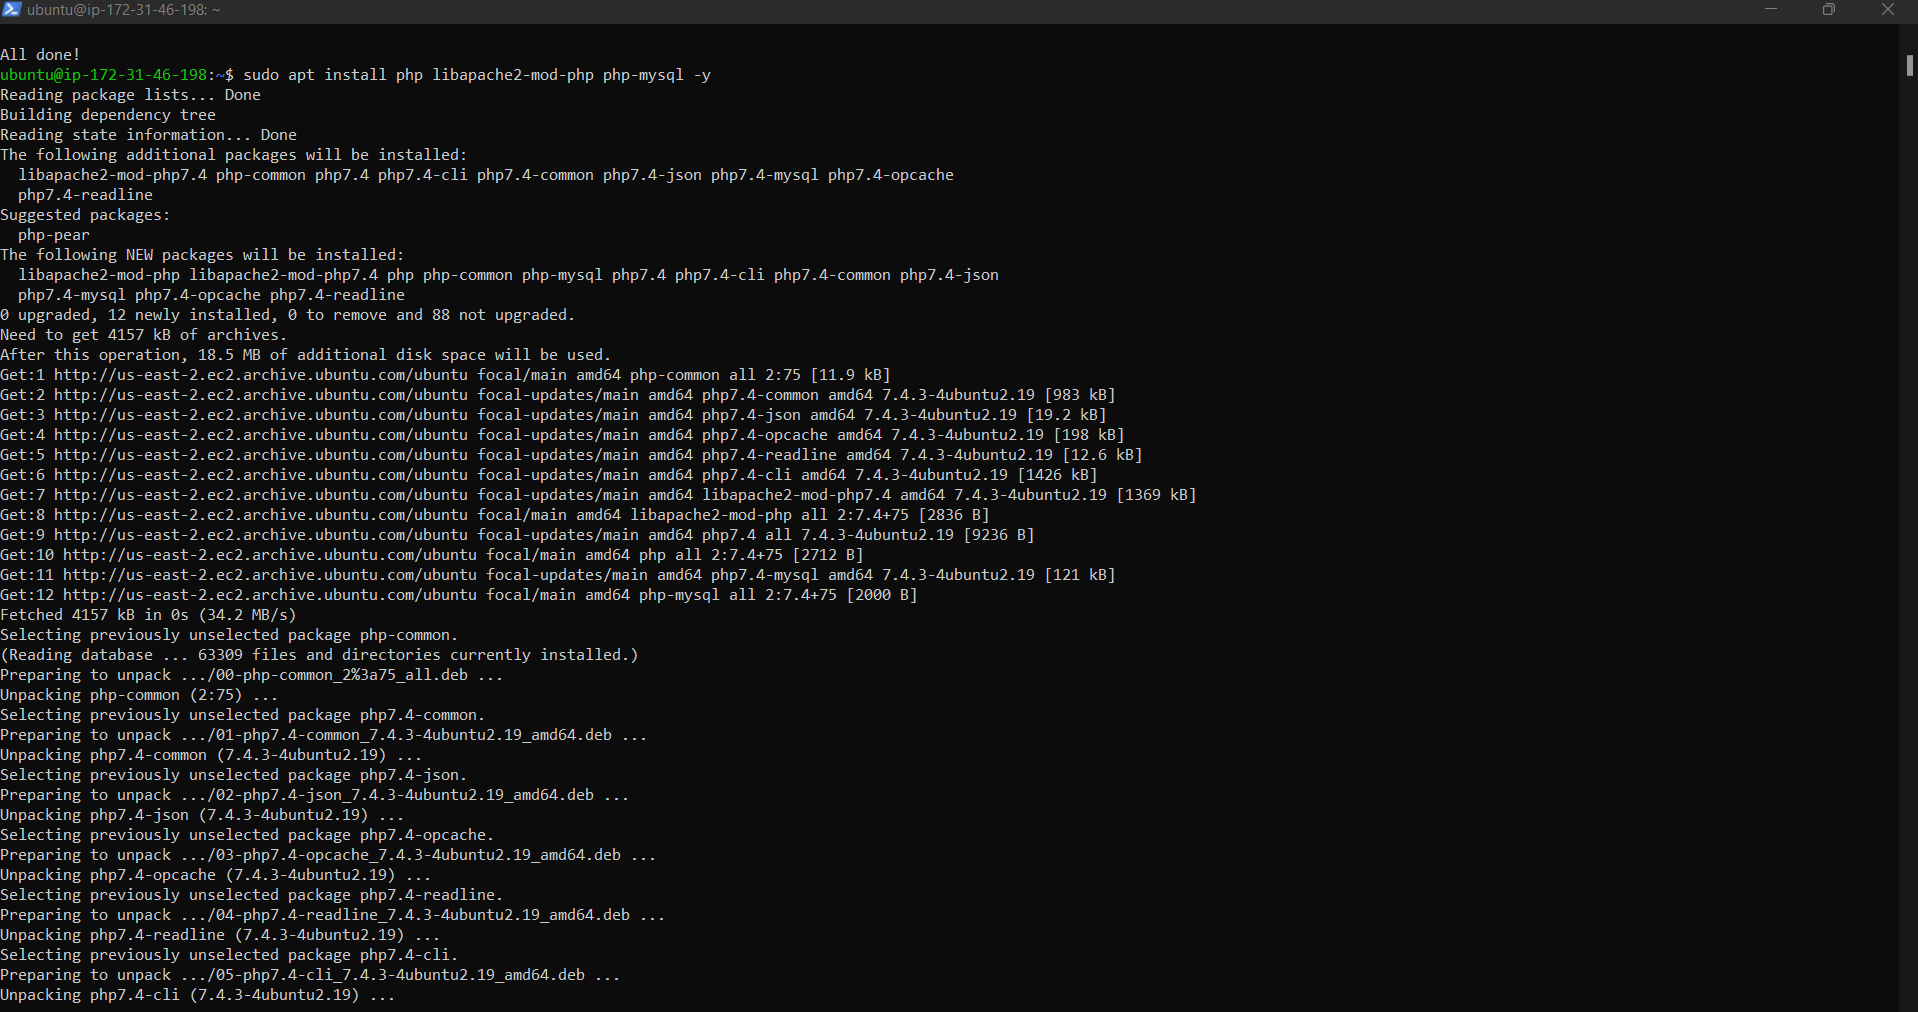 ubuntu@ip-172-31-46-198: ~
All done!
ubuntu@ip-172-31-46-198:~$ sudo apt install php libapache2-mod-php php-mysql -y
Reading package lists... Done
Building dependency tree
Reading state information... Done
The following additional packages will be installed:
  libapache2-mod-php7.4 php-common php7.4 php7.4-cli php7.4-common php7.4-json php7.4-mysql php7.4-opcache
  php7.4-readline
Suggested packages:
  php-pear
The following NEW packages will be installed:
  libapache2-mod-php libapache2-mod-php7.4 php php-common php-mysql php7.4 php7.4-cli php7.4-common php7.4-json
  php7.4-mysql php7.4-opcache php7.4-readline
0 upgraded, 12 newly installed, 0 to remove and 88 not upgraded.
Need to get 4157 kB of archives.
After this operation, 18.5 MB of additional disk space will be used.
Get:1 http://us-east-2.ec2.archive.ubuntu.com/ubuntu focal/main amd64 php-common all 2:75 [11.9 kB]
Get:2 http://us-east-2.ec2.archive.ubuntu.com/ubuntu focal-updates/main amd64 php7.4-common amd64 7.4.3-4ubuntu2.19 [983 kB]
Get:3 http://us-east-2.ec2.archive.ubuntu.com/ubuntu focal-updates/main amd64 php7.4-json amd64 7.4.3-4ubuntu2.19 [19.2 kB]
Get:4 http://us-east-2.ec2.archive.ubuntu.com/ubuntu focal-updates/main amd64 php7.4-opcache amd64 7.4.3-4ubuntu2.19 [198 kB]
Get:5 http://us-east-2.ec2.archive.ubuntu.com/ubuntu focal-updates/main amd64 php7.4-readline amd64 7.4.3-4ubuntu2.19 [12.6 kB]
Get:6 http://us-east-2.ec2.archive.ubuntu.com/ubuntu focal-updates/main amd64 php7.4-cli amd64 7.4.3-4ubuntu2.19 [1426 kB]
Get:7 http://us-east-2.ec2.archive.ubuntu.com/ubuntu focal-updates/main amd64 libapache2-mod-php7.4 amd64 7.4.3-4ubuntu2.19 [1369 kB]
Get:8 http://us-east-2.ec2.archive.ubuntu.com/ubuntu focal/main amd64 libapache2-mod-php all 2:7.4+75 [2836 B]
Get:9 http://us-east-2.ec2.archive.ubuntu.com/ubuntu focal-updates/main amd64 php7.4 all 7.4.3-4ubuntu2.19 [9236 B]
Get:10 http://us-east-2.ec2.archive.ubuntu.com/ubuntu focal/main amd64 php all 2:7.4+75 [2712 B]
Get:11 http://us-east-2.ec2.archive.ubuntu.com/ubuntu focal-updates/main amd64 php7.4-mysql amd64 7.4.3-4ubuntu2.19 [121 kB]
Get:12 http://us-east-2.ec2.archive.ubuntu.com/ubuntu focal/main amd64 php-mysql all 2:7.4+75 [2000 B]
Fetched 4157 kB in 0s (34.2 MB/s)
Selecting previously unselected package php-common.
(Reading database ... 63309 files and directories currently installed.)
Preparing to unpack .../00-php-common_2%3a75_all.deb ...
Unpacking php-common (2:75) ...
Selecting previously unselected package php7.4-common.
Preparing to unpack .../01-php7.4-common_7.4.3-4ubuntu2.19_amd64.deb ...
Unpacking php7.4-common (7.4.3-4ubuntu2.19) ...
Selecting previously unselected package php7.4-json.
Preparing to unpack .../02-php7.4-json_7.4.3-4ubuntu2.19_amd64.deb ...
Unpacking php7.4-json (7.4.3-4ubuntu2.19) ...
Selecting previously unselected package php7.4-opcache.
Preparing to unpack .../03-php7.4-opcache_7.4.3-4ubuntu2.19_amd64.deb ...
Unpacking php7.4-opcache (7.4.3-4ubuntu2.19) ...
Selecting previously unselected package php7.4-readline.
Preparing to unpack .../04-php7.4-readline_7.4.3-4ubuntu2.19_amd64.deb ...
Unpacking php7.4-readline (7.4.3-4ubuntu2.19) ...
Selecting previously unselected package php7.4-cli.
Preparing to unpack .../05-php7.4-cli_7.4.3-4ubuntu2.19_amd64.deb ...
Unpacking php7.4-cli (7.4.3-4ubuntu2.19) ...